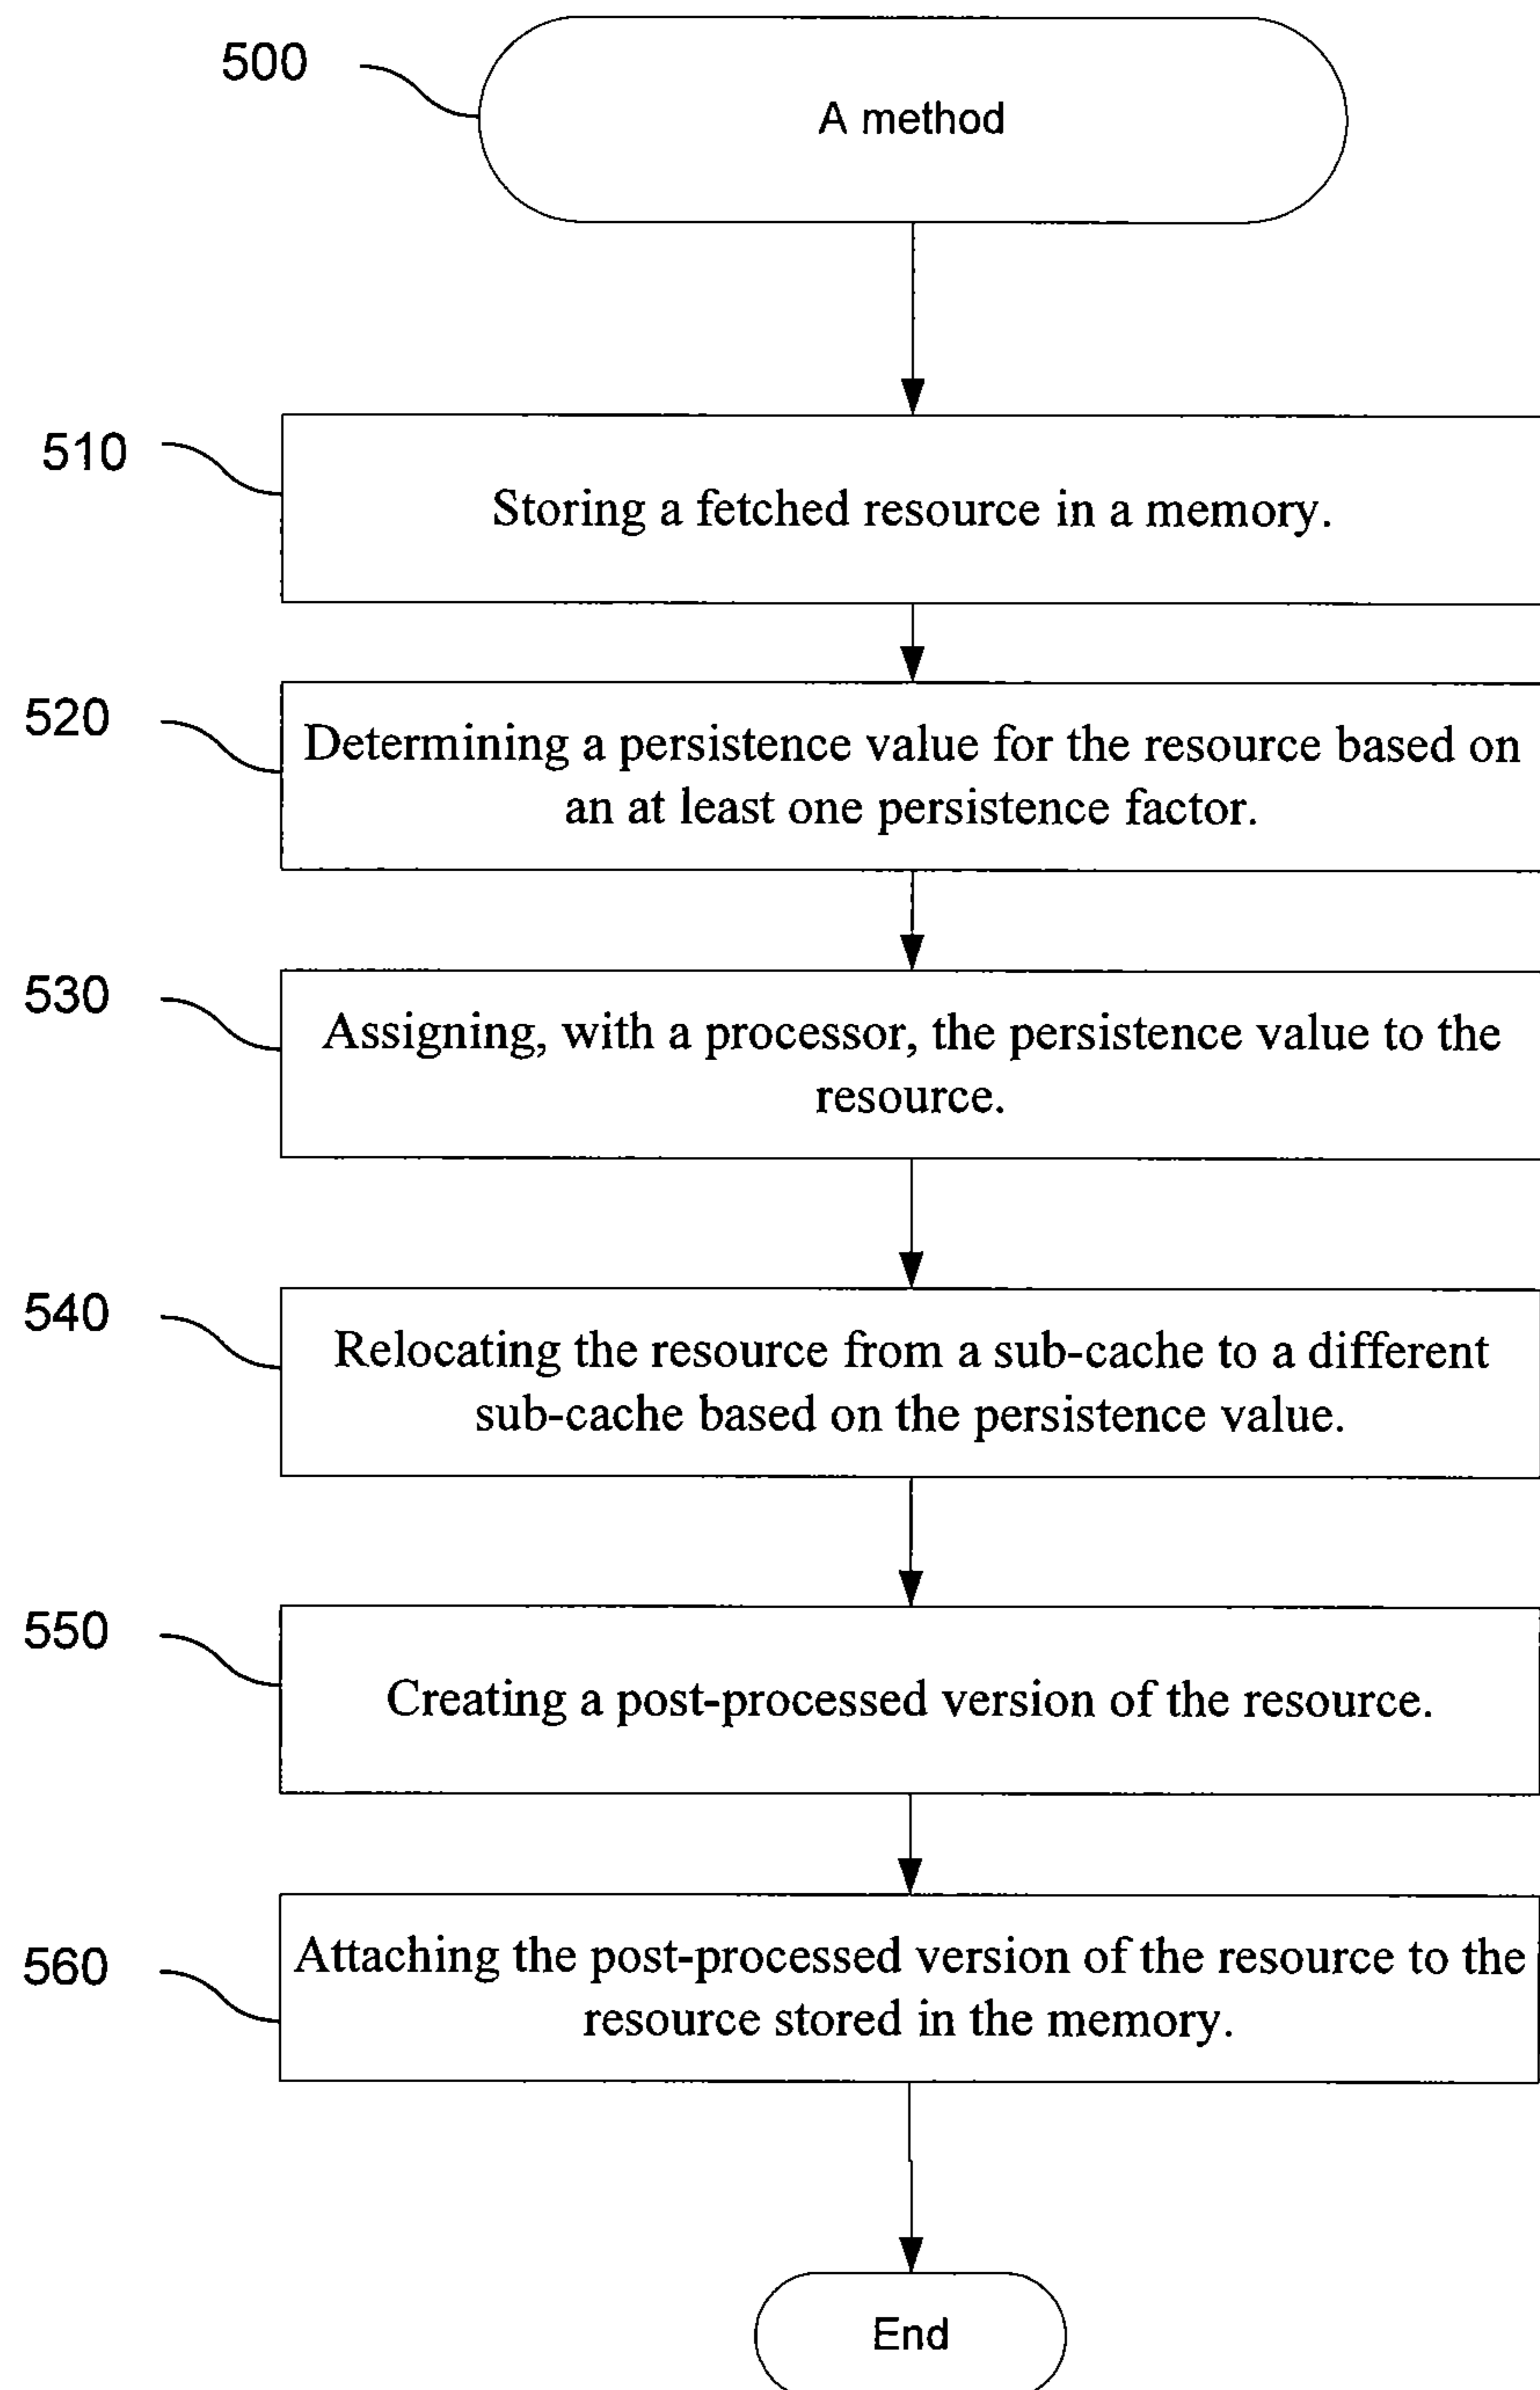 500
A method
510
Storing a fetched resource in a memory.
520
Determining a persistence value for the resource based on
an at least one persistence factor.
530
Assigning, with a processor, the persistence value to the
resource.
540
Relocating the resource from a sub-cache to a different
sub-cache based on the persistence value.
550
Creating a post-processed version of the resource.
560
Attaching the post-processed version of the resource to the
resource stored in the memory.
End